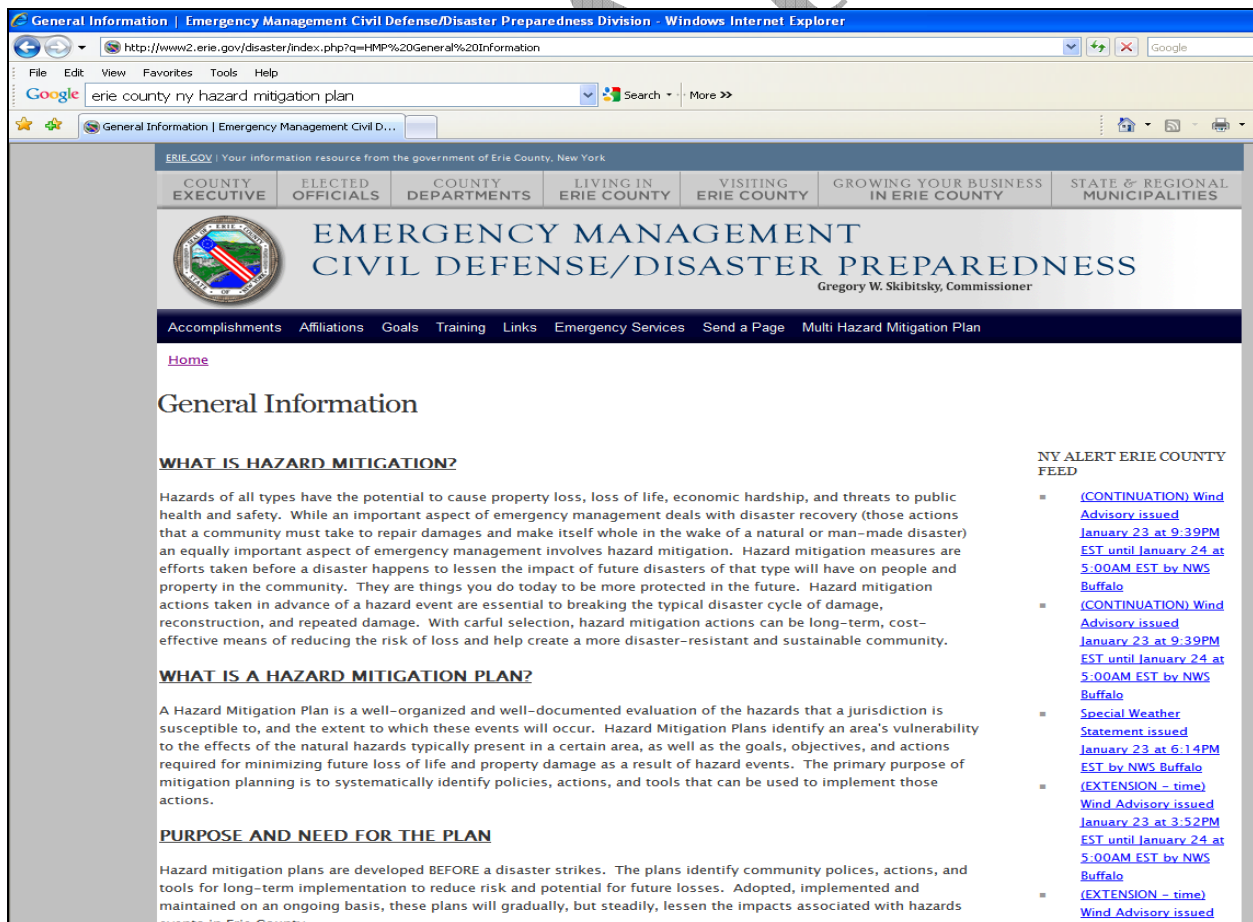 General Information | Emergency Management Civil Defense/Disaster Preparedness Division - Windows Internet Explorer
http://www2.erie.gov/disaster/index.php?q=HMP%20General%20Information
Google
File Edit View Favorites Tools Help
Google erie county ny hazard mitigation plan Search More >>
General Information | Emergency Management Civil D...
ERIE.GOV | Your information resource from the government of Erie County, New York
COUNTY EXECUTIVE
ELECTED OFFICIALS
COUNTY DEPARTMENTS
LIVING IN ERIE COUNTY
VISITING ERIE COUNTY
GROWING YOUR BUSINESS IN ERIE COUNTY
STATE & REGIONAL MUNICIPALITIES
EMERGENCY MANAGEMENT
CIVIL DEFENSE/DISASTER PREPAREDNESS
Gregory W. Skibitsky, Commissioner
Accomplishments Affiliations Goals Training Links Emergency Services Send a Page Multi Hazard Mitigation Plan
Home
General Information
WHAT IS HAZARD MITIGATION?
Hazards of all types have the potential to cause property loss, loss of life, economic hardship, and threats to public
health and safety. While an important aspect of emergency management deals with disaster recovery (those actions
that a community must take to repair damages and make itself whole in the wake of a natural or man-made disaster)
an equally important aspect of emergency management involves hazard mitigation. Hazard mitigation measures are
efforts taken before a disaster happens to lessen the impact of future disasters of that type will have on people and
property in the community. They are things you do today to be more protected in the future. Hazard mitigation
actions taken in advance of a hazard event are essential to breaking the typical disaster cycle of damage,
reconstruction, and repeated damage. With carful selection, hazard mitigation actions can be long-term, cost-
effective means of reducing the risk of loss and help create a more disaster-resistant and sustainable community.
WHAT IS A HAZARD MITIGATION PLAN?
A Hazard Mitigation Plan is a well-organized and well-documented evaluation of the hazards that a jurisdiction is
susceptible to, and the extent to which these events will occur. Hazard Mitigation Plans identify an area's vulnerability
to the effects of the natural hazards typically present in a certain area, as well as the goals, objectives, and actions
required for minimizing future loss of life and property damage as a result of hazard events. The primary purpose of
mitigation planning is to systematically identify policies, actions, and tools that can be used to implement those
actions.
PURPOSE AND NEED FOR THE PLAN
Hazard mitigation plans are developed BEFORE a disaster strikes. The plans identify community polices, actions, and
tools for long-term implementation to reduce risk and potential for future losses. Adopted, implemented and
maintained on an ongoing basis, these plans will gradually, but steadily, lessen the impacts associated with hazards
events in Erie County
NY ALERT ERIE COUNTY
FEED
(CONTINUATION) Wind
Advisory issued
January 23 at 9:39PM
EST until January 24 at
5:00AM EST by NWS
Buffalo
(CONTINUATION) Wind
Advisory issued
January 23 at 9:39PM
EST until January 24 at
5:00AM EST by NWS
Buffalo
Special Weather
Statement issued
January 23 at 6:14PM
EST by NWS Buffalo
(EXTENSION - time)
Wind Advisory issued
January 23 at 3:52PM
EST until January 24 at
5:00AM EST by NWS
Buffalo
(EXTENSION - time)
Wind Advisory issued